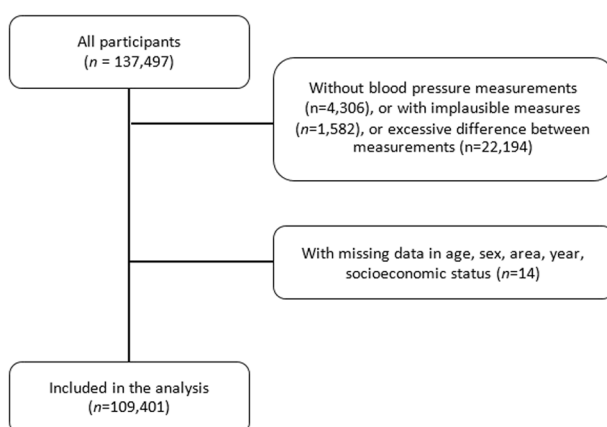 All participants
(n = 137,497)
Without blood pressure measurements
(n=4,306), or with implausible measures
(n=1,582), or excessive difference between
measurements (n=22,194)
With missing data in age, sex, area, year,
socioeconomic status (n=14)
Included in the analysis
(n=109,401)